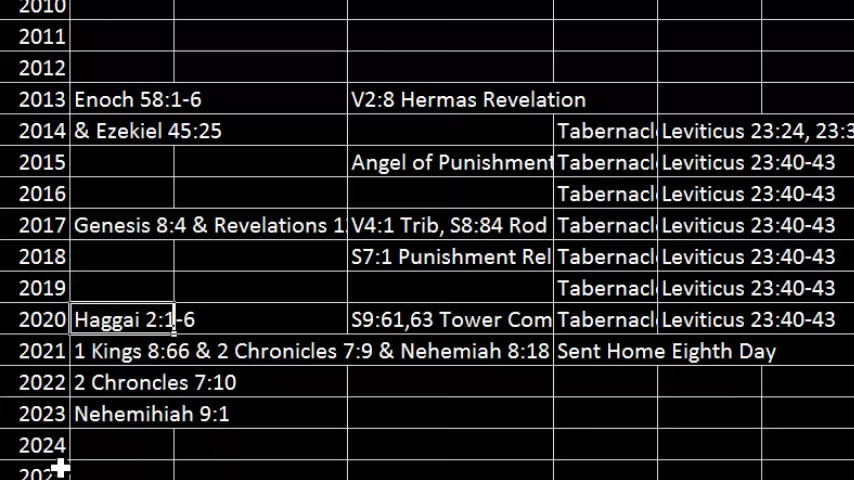 2010
2011
2012
2013 Enoch 58:1-6 V2:8 Hermas Revelation
2014 & Ezekiel 45:25 Tabernacl Leviticus 23:24, 23:3
2015 Angel of Punishment Tabernacl Leviticus 23:40-43
2016 Tabernacl Leviticus 23:40-43
2017 Genesis 8:4 & Revelations 1 V4:1 Trib, S8:84 Rod Tabernacl Leviticus 23:40-43
2018 S7:1 Punishment Rel Tabernacl Leviticus 23:40-43
2019 Tabernacl Leviticus 23:40-43
2020 Haggai 2:1-6 S9:61,63 Tower Com Tabernacl Leviticus 23:40-43
2021 1 Kings 8:66 & 2 Chronicles 7:9 & Nehemiah 8:18 Sent Home Eighth Day
2022 2 Chroncles 7:10
2023 Nehemihiah 9:1
2024